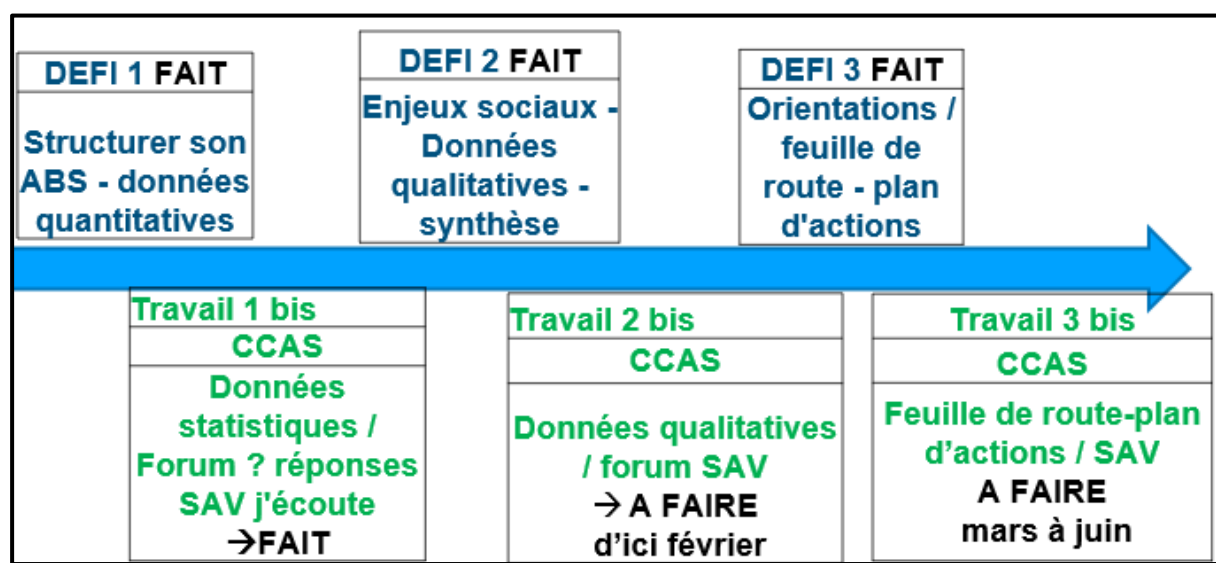 DEFI 1 FAIT
Structurer son
ABS - données
quantitatives
DEFI 2 FAIT
Enjeux sociaux -
Données
qualitatives -
synthèse
DEFI 3 FAIT
Orientations /
feuille de
route - plan
d'actions
Travail 1 bis
CCAS
Données
statistiques /
Forum ? réponses
SAV j'écoute
→FAIT
Travail 2 bis
CCAS
Données qualitatives
/ forum SAV
→ A FAIRE
d’ici février
Travail 3 bis
CCAS
Feuille de route-plan
d’actions / SAV
A FAIRE
mars à juin